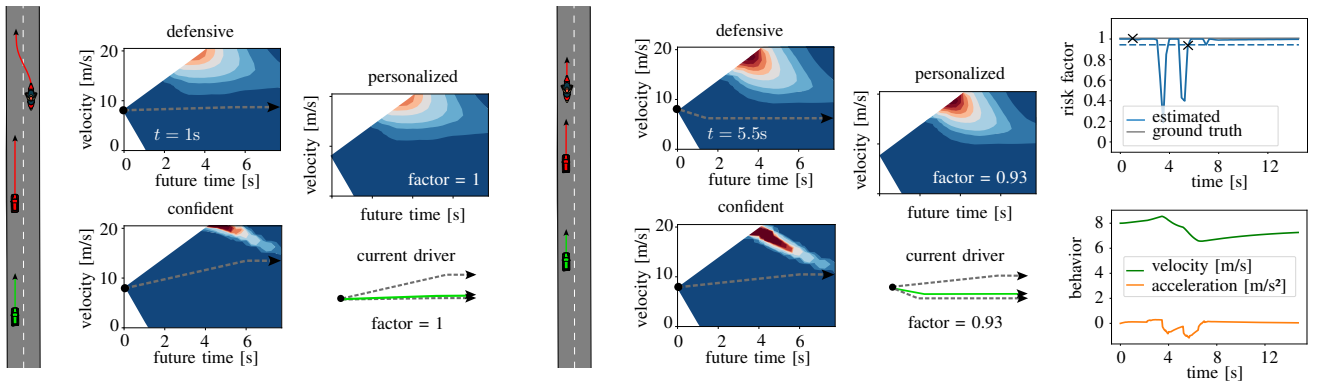 defensive
20
10
0
velocity [m/s]
t = 1s
0
2
4
6
future time [s]
personalized
velocity [m/s]
factor = 1
future time [s]
confident
20
10
0
velocity [m/s]
0
2
4
6
future time [s]
current driver
factor = 1
defensive
20
10
0
velocity [m/s]
t = 5.5s
0
2
4
6
future time [s]
personalized
velocity [m/s]
factor = 0.93
future time [s]
confident
20
10
0
velocity [m/s]
0
2
4
6
future time [s]
current driver
factor = 0.93
1
0.8
0.6
0.4
0.2
0
risk factor
estimated
ground truth
0
4
8
12
time [s]
8
6
4
2
0
behavior
velocity [m/s]
acceleration [m/s²]
0
4
8
12
time [s]